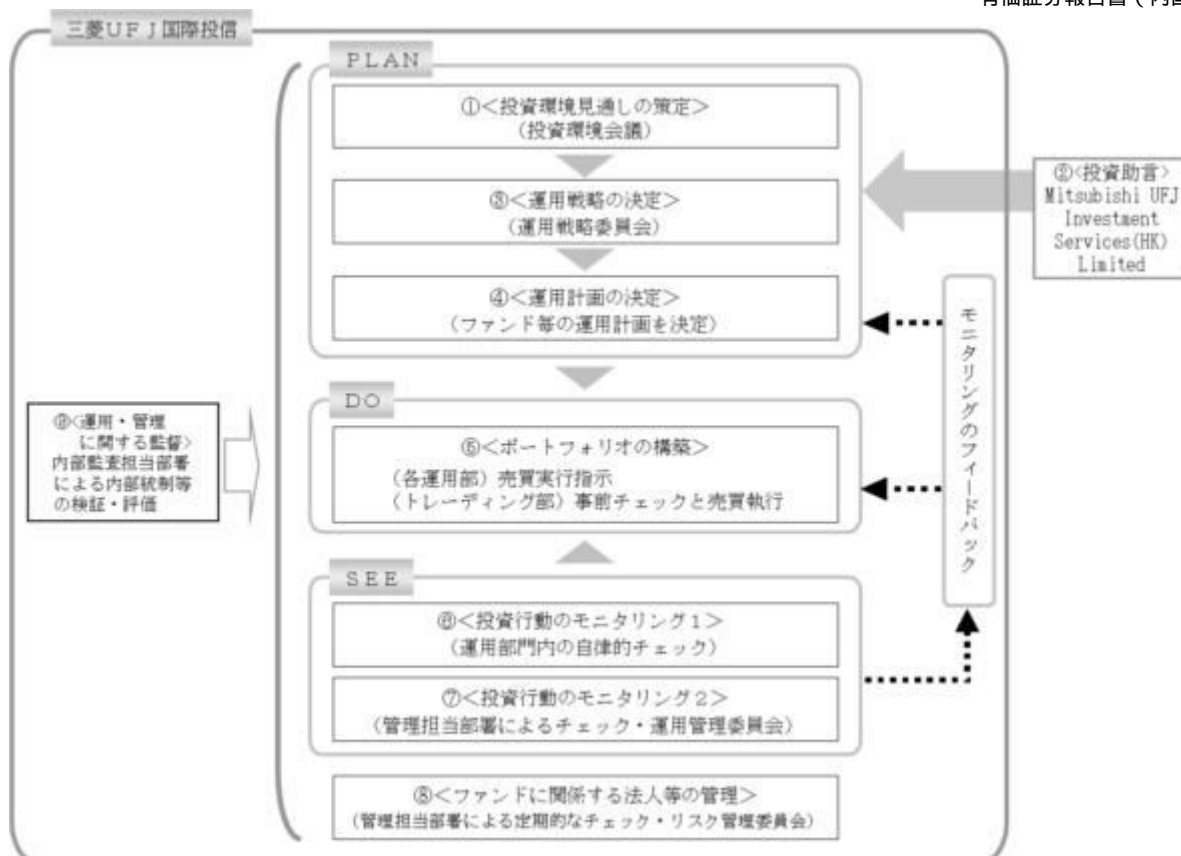 有価証券報告書(内国
三菱UFJ国際投信
PLAN
①<投資環境見通しの策定>
(投資環境会議)
③<運用戦略の決定>
(運用戦略委員会)
④<運用計画の決定>
(ファンド毎の運用計画を決定)
②<投資助言>
Mitsubishi UFJ
Investment
Services(HK)
Limited
モニタリングのフィードバック
DO
⑤<ポートフォリオの構築>
(各運用部)売買実行指示
(トレーディング部)事前チェックと売買執行
⑨<運用・管理
に関する監督>
内部監査担当部署
による内部統制等
の検証・評価
SEE
⑥<投資行動のモニタリング1>
(運用部門内の自律的チェック)
⑦<投資行動のモニタリング2>
(管理担当部署によるチェック・運用管理委員会)
⑧<ファンドに関係する法人等の管理>
(管理担当部署による定期的なチェック・リスク管理委員会)